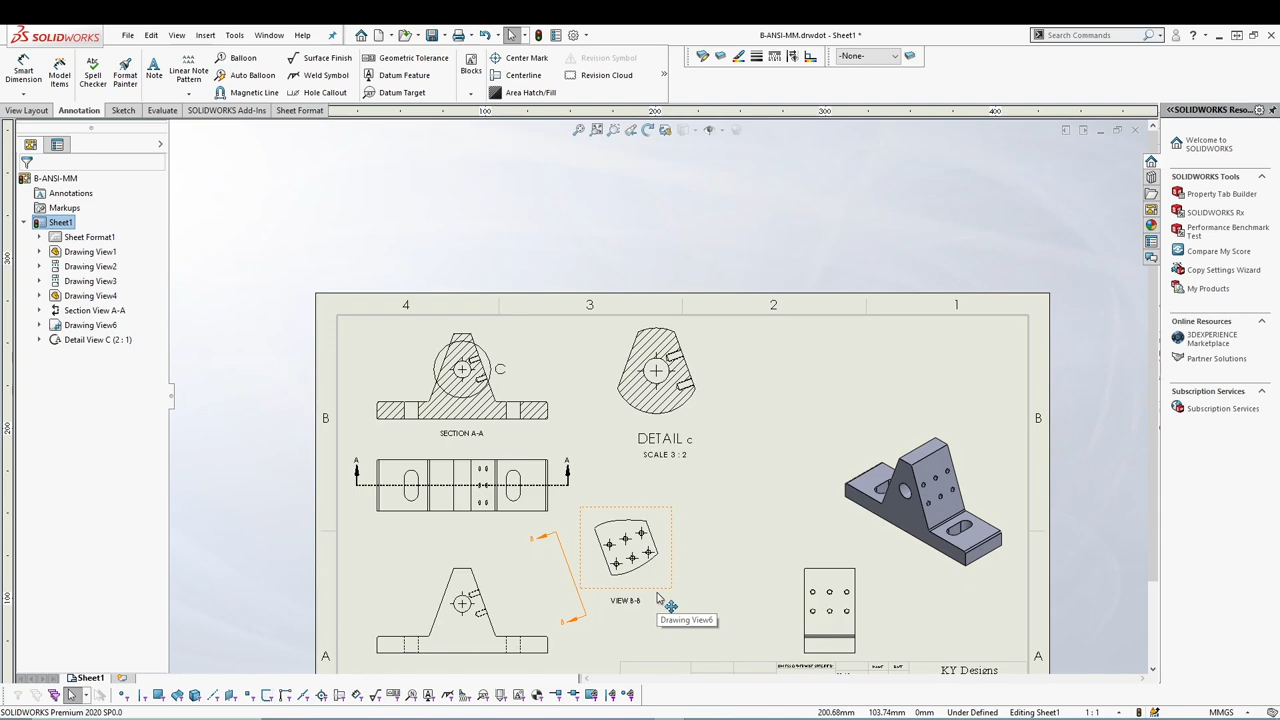 SOLIDWORKS File Edit View Insert Tools Window Help B-ANSI-MM.drwdot - Sheet1 * Search Commands
Smart Dimension
Model Items
Spell Checker
Format Painter
Note
Linear Note Pattern
Balloon
Auto Balloon
Magnetic Line
Surface Finish
Weld Symbol
Hole Callout
Geometric Tolerance
Datum Feature
Datum Target
Blocks
Center Mark
Centerline
Area Hatch/Fill
Revision Symbol
Revision Cloud
-None-
View Layout Annotation Sketch Evaluate SOLIDWORKS Add-Ins Sheet Format
100 200 300 400
300
200
100
B-ANSI-MM
Annotations
Markups
Sheet1
Sheet Format1
Drawing View1
Drawing View2
Drawing View3
Drawing View4
Section View A-A
Drawing View6
Detail View C (2 : 1)
4 3 2 1
B B
A A
C
SECTION A-A
DETAIL C
SCALE 3 : 2
A A
B
B
VIEW B-B
Drawing View6
KY Designs
SOLIDWORKS Reso...
Welcome to SOLIDWORKS
SOLIDWORKS Tools
Property Tab Builder
SOLIDWORKS Rx
Performance Benchmark Test
Compare My Score
Copy Settings Wizard
My Products
Online Resources
3DEXPERIENCE Marketplace
Partner Solutions
Subscription Services
Subscription Services
Sheet1
SOLIDWORKS Premium 2020 SP0.0 200.68mm 103.74mm 0mm Under Defined Editing Sheet1 1 : 1 MMGS